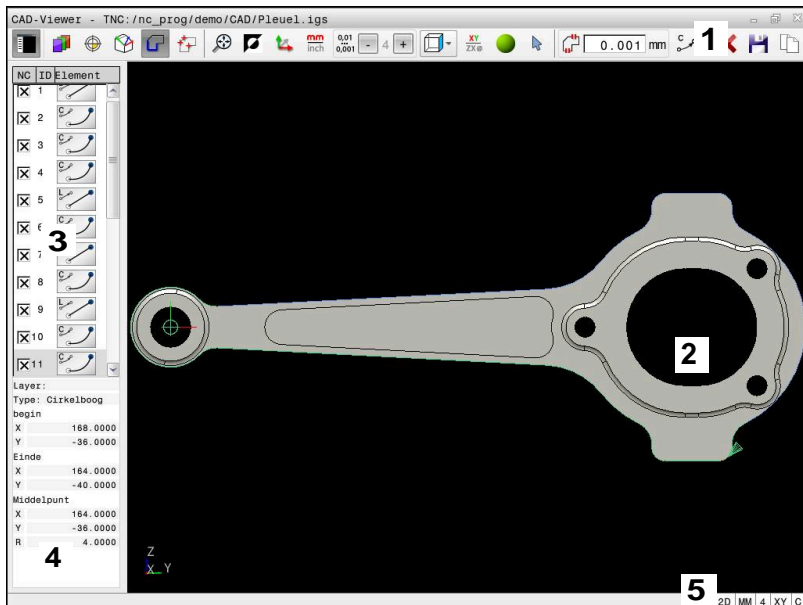 CAD-Viewer - TNC:/nc_prog/demo/CAD/Pleuel.igs
mm
inch
0,01
0,001
- 4 +
XY
ZX
0.001 mm
C
1
NC ID Element
1
2 C
3 C
4 C
5 L
6 C
7
8 C
9 L
10 C
11 C
3
2
Layer:
Type: Cirkelboog
begin
X 168.0000
Y -36.0000
Einde
X 164.0000
Y -40.0000
Middelpunt
X 164.0000
Y -36.0000
R 4.0000
4
Z
X Y
5
2D MM 4 XY C